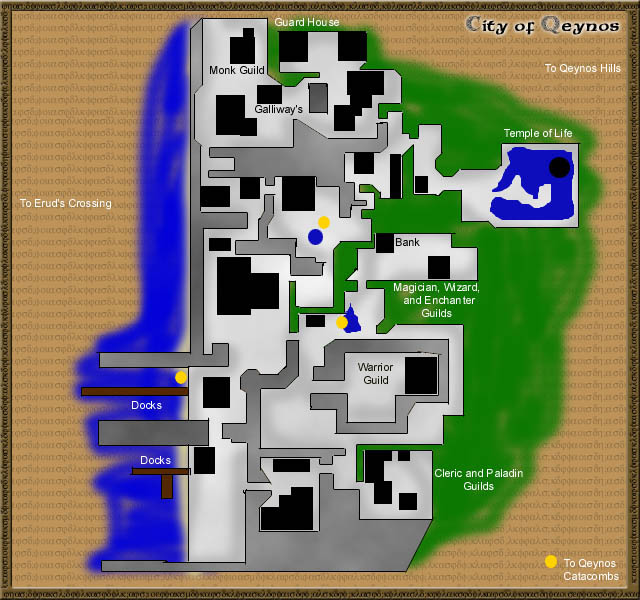 City of Qeynos
Guard House
To Qeynos Hills
Monk Guild
Galliway's
Temple of Life
To Erud's Crossing
Bank
Magician, Wizard,
and Enchanter
Guilds
Warrior
Guild
Docks
Docks
Cleric and Paladin
Guilds
To Qeynos
Catacombs